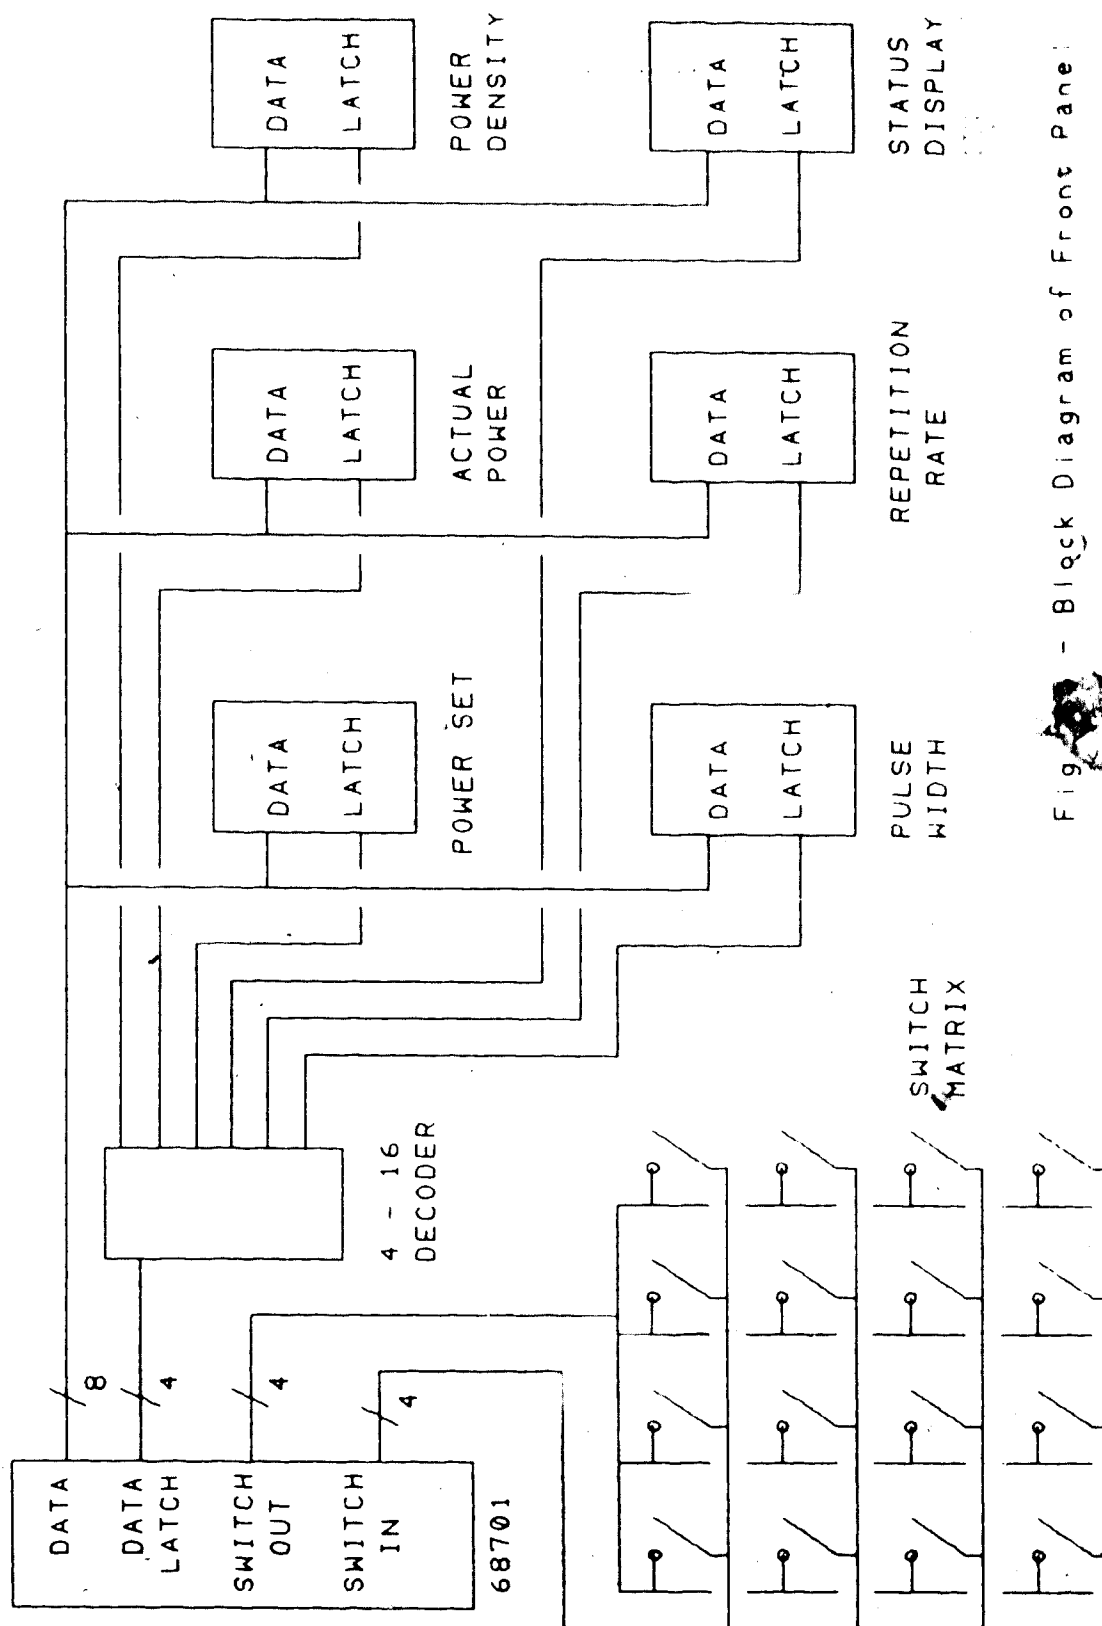 DATA
DATA
LATCH
SWITCH
OUT
SWITCH
IN
68701
8
4
4
4
4 - 16
DECODER
DATA
LATCH
POWER SET
DATA
LATCH
ACTUAL
POWER
DATA
LATCH
POWER
DENSITY
DATA
LATCH
PULSE
WIDTH
DATA
LATCH
REPETITION
RATE
DATA
LATCH
STATUS
DISPLAY
SWITCH
MATRIX
Fig - Block Diagram of Front Panel